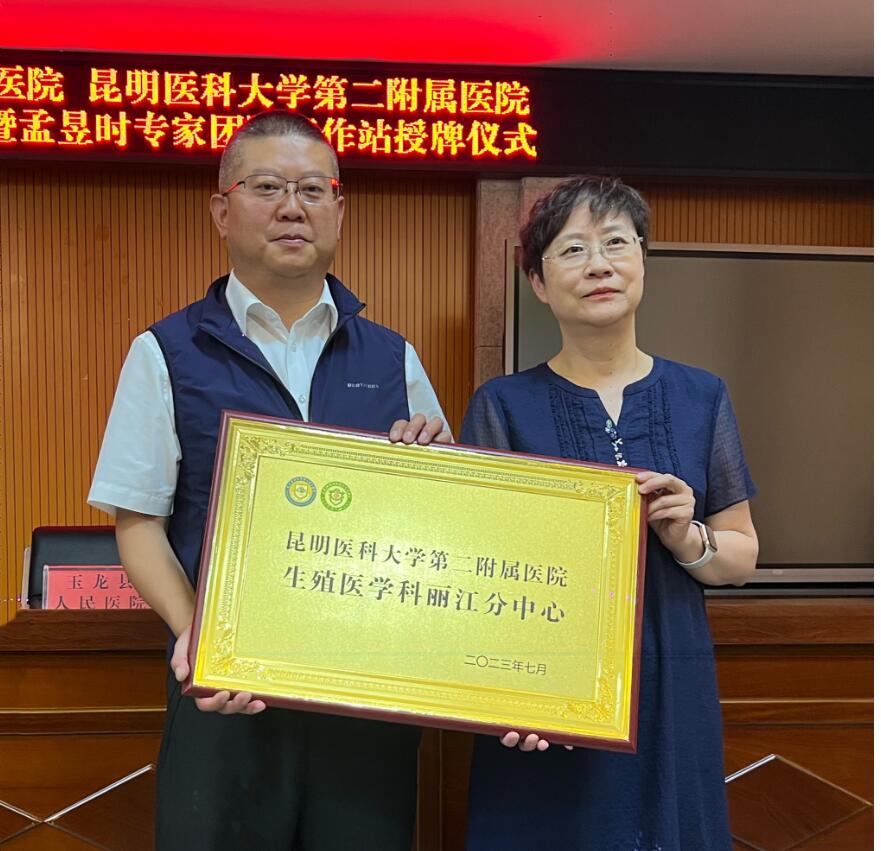 医院 昆明医科大学第二附属医院
暨孟昱时专家团 作站授牌仪式
昆明医科大学第二附属医院
生殖医学科丽江分中心
二〇二三年七月
玉龙县
人民医院